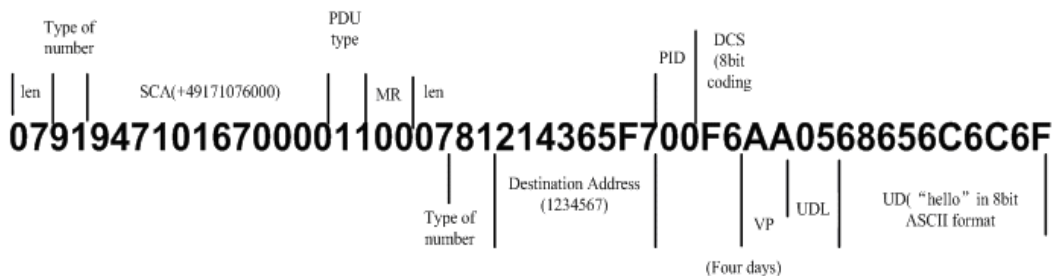 Type of
number
PDU
type
DCS
(8bit
coding
PID
len
SCA(+49171076000)
MR
len
079194710167000011000781214365F700F6AA0568656C6C6F
Type of
number
Destination Address
(1234567)
VP
UDL
UD( “hello” in 8bit
ASCII format
(Four days)